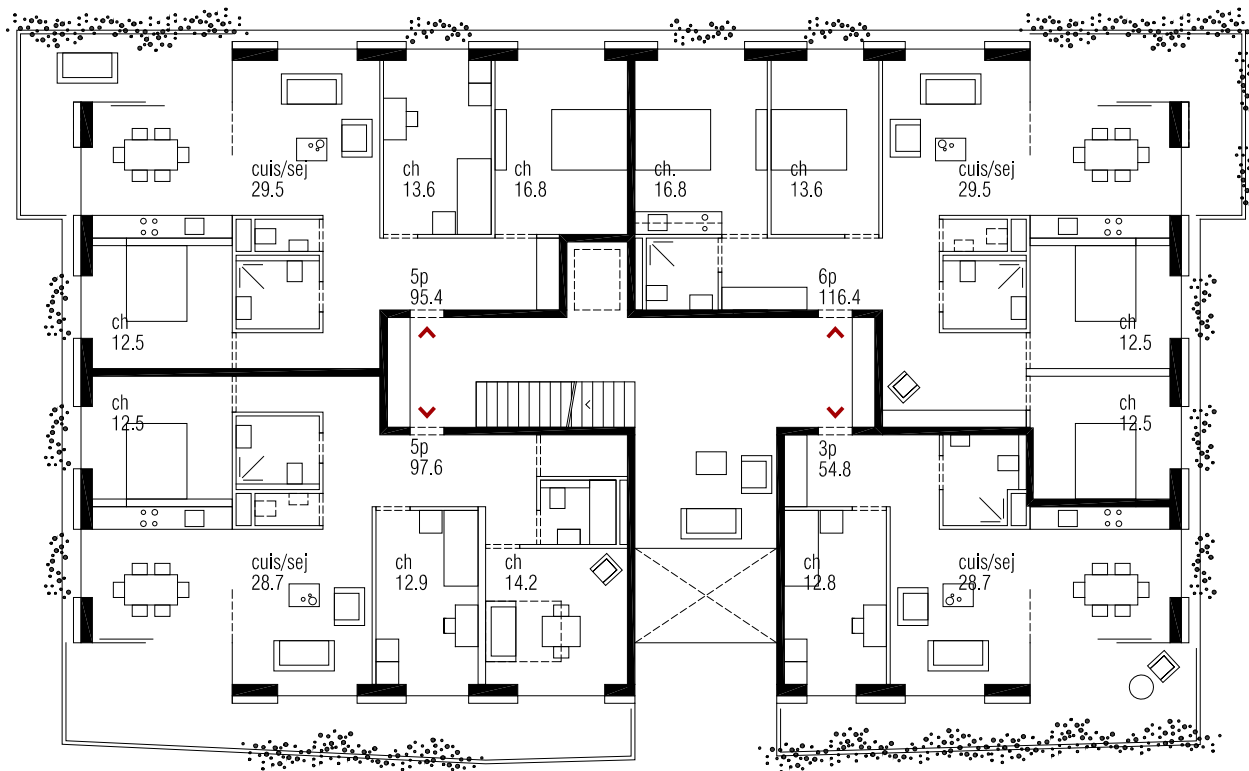 cuis/sej
29.5
ch
13.6
ch
16.8
ch.
16.8
ch
13.6
cuis/sej
29.5
5p
95.4
6p
116.4
ch
12.5
ch
12.5
ch
12.5
ch
12.5
5p
97.6
3p
54.8
cuis/sej
28.7
ch
12.9
ch
14.2
ch
12.8
cuis/sej
28.7